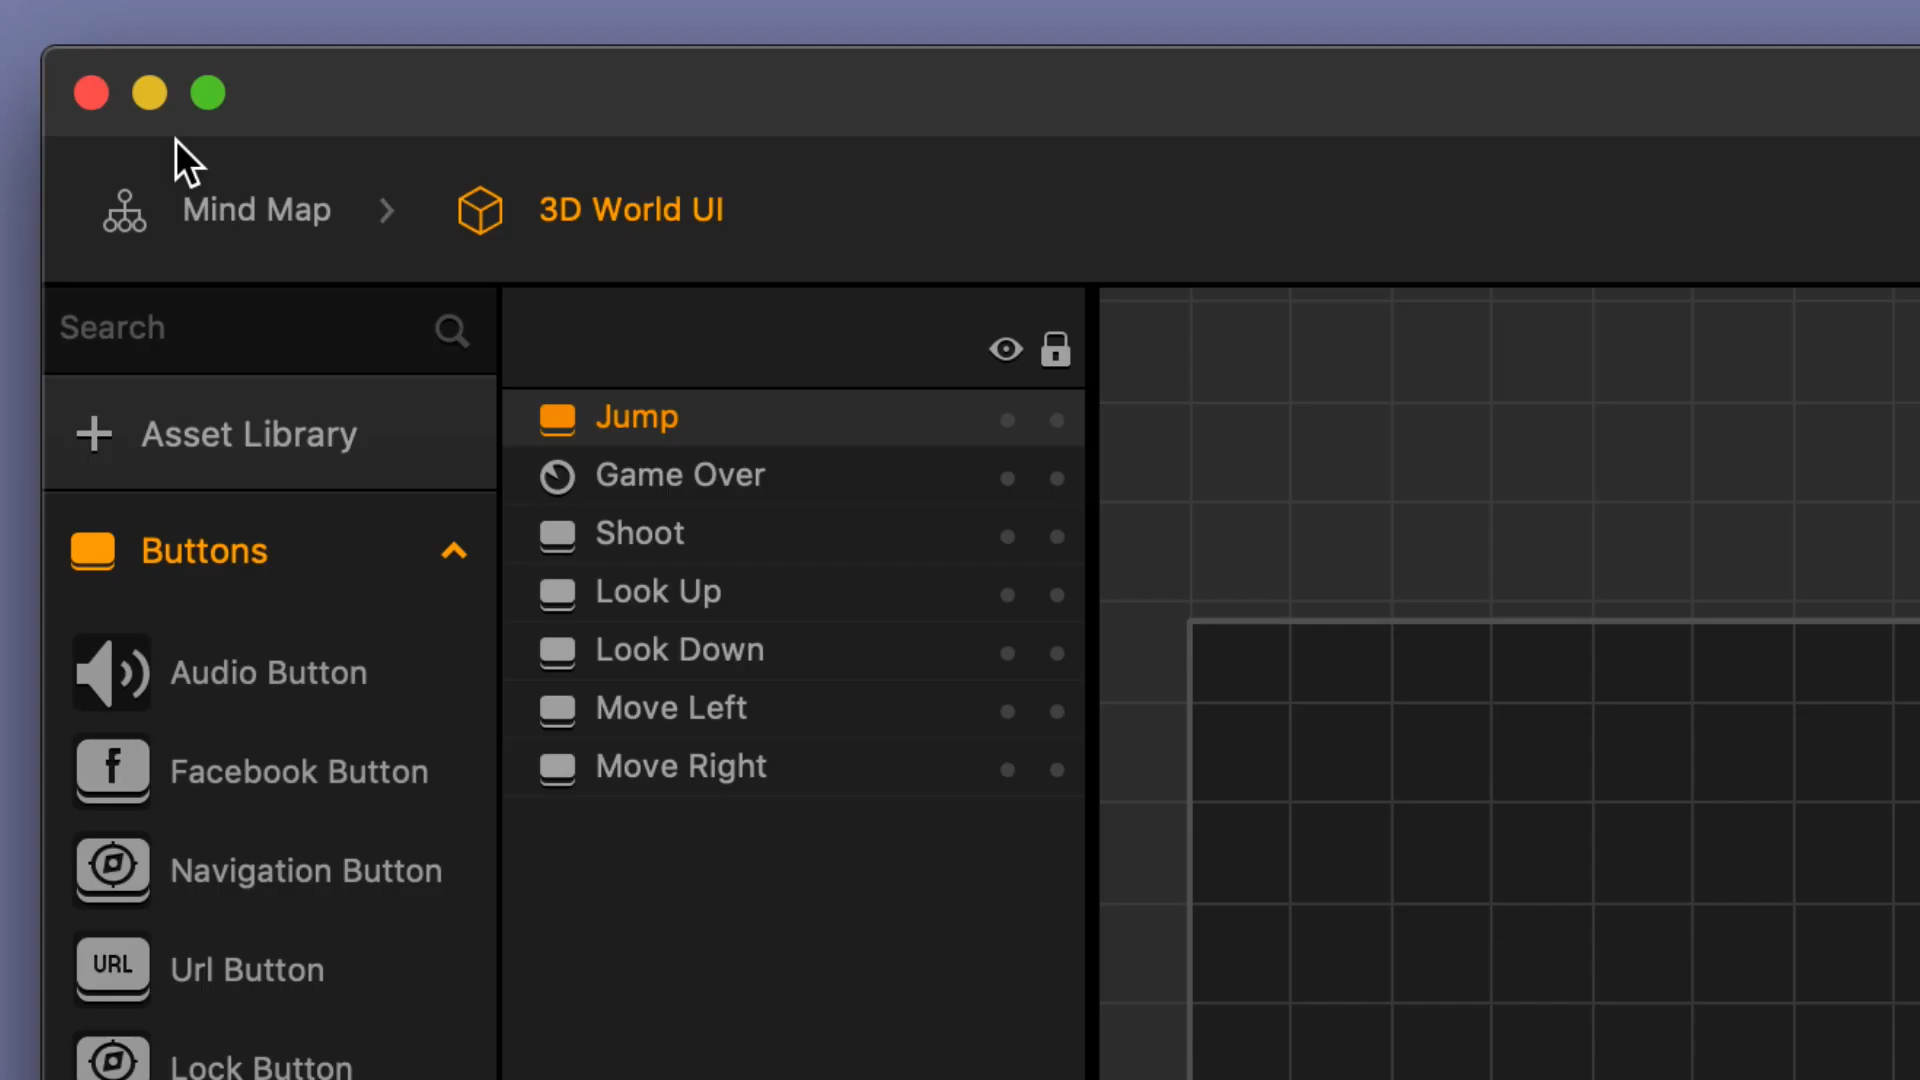 Mind Map
3D World UI
Search
Asset Library
Buttons
Audio Button
f
Facebook Button
Navigation Button
URL
Url Button
Lock Button
Jump
Game Over
Shoot
Look Up
Look Down
Move Left
Move Right